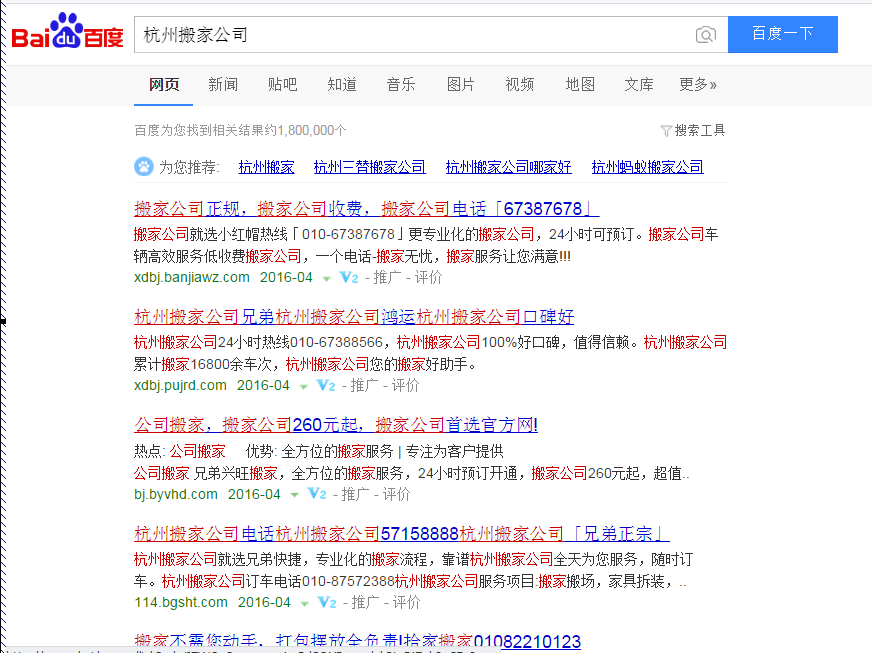 Bai du 百度 杭州搬家公司 百度一下
网页 新闻 贴吧 知道 音乐 图片 视频 地图 文库 更多»
百度为您找到相关结果约1,800,000个 搜索工具
为您推荐: 杭州搬家 杭州三替搬家公司 杭州搬家公司哪家好 杭州蚂蚁搬家公司
搬家公司正规，搬家公司收费，搬家公司电话「67387678」
搬家公司就选小红帽热线「010-67387678」更专业化的搬家公司，24小时可预订。搬家公司车
辆高效服务低收费搬家公司，一个电话-搬家无忧，搬家服务让您满意!!!
xdbj.banjiawz.com 2016-04 V2 - 推广 - 评价
杭州搬家公司兄弟杭州搬家公司鸿运杭州搬家公司口碑好
杭州搬家公司24小时热线010-67388566，杭州搬家公司100%好口碑，值得信赖。杭州搬家公司
累计搬家16800余车次，杭州搬家公司您的搬家好助手。
xdbj.pujrd.com 2016-04 V2 - 推广 - 评价
公司搬家，搬家公司260元起，搬家公司首选官方网!
热点: 公司搬家 优势: 全方位的搬家服务 | 专注为客户提供
公司搬家 兄弟兴旺搬家，全方位的搬家服务，24小时预订开通，搬家公司260元起，超值..
bj.byvhd.com 2016-04 V2 - 推广 - 评价
杭州搬家公司电话杭州搬家公司57158888杭州搬家公司「兄弟正宗」
杭州搬家公司就选兄弟快捷，专业化的搬家流程，靠谱杭州搬家公司全天为您服务，随时订
车。杭州搬家公司订车电话010-87572388杭州搬家公司服务项目:搬家搬场，家具拆装，..
114.bgsht.com 2016-04 V2 - 推广 - 评价
搬家不需您动手，打包摆放全负责!拾家搬家01082210123